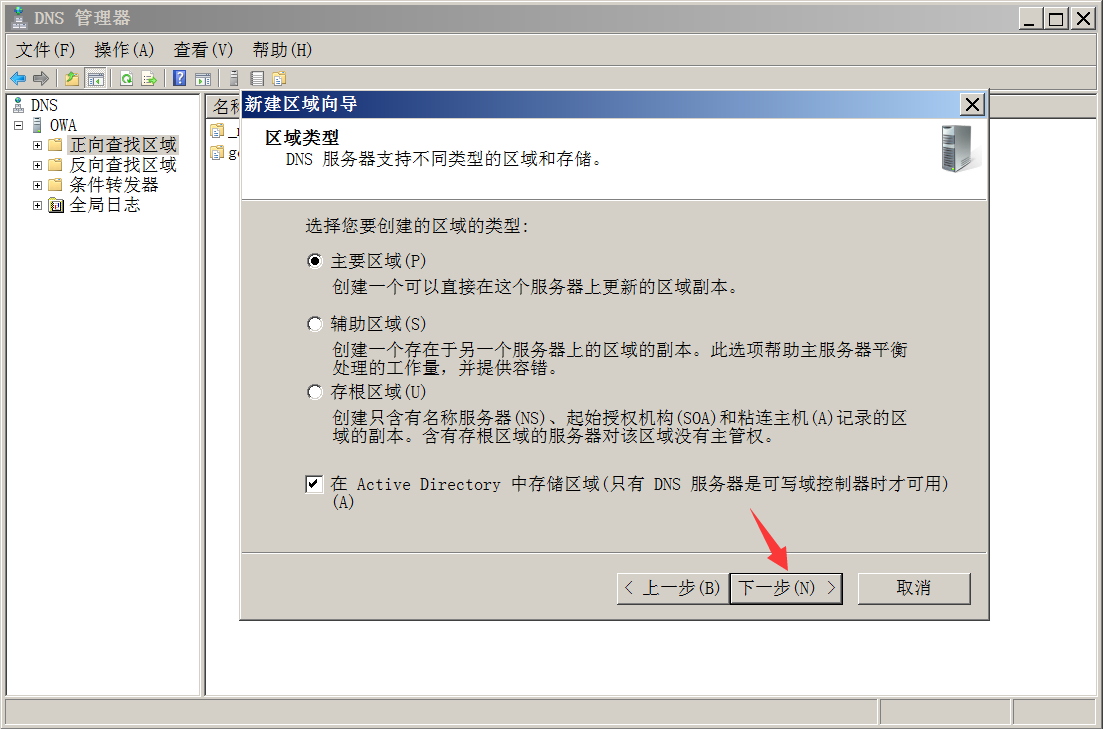 DNS 管理器
文件(F) 操作(A) 查看(V) 帮助(H)
DNS
OWA
正向查找区域
反向查找区域
条件转发器
全局日志
新建区域向导
区域类型
DNS 服务器支持不同类型的区域和存储。
选择您要创建的区域的类型:
主要区域(P)
创建一个可以直接在这个服务器上更新的区域副本。
辅助区域(S)
创建一个存在于另一个服务器上的区域的副本。此选项帮助主服务器平衡
处理的工作量，并提供容错。
存根区域(U)
创建只含有名称服务器(NS)、起始授权机构(SOA)和粘连主机(A)记录的区
域的副本。含有存根区域的服务器对该区域没有主管权。
在 Active Directory 中存储区域(只有 DNS 服务器是可写域控制器时才可用)
(A)
< 上一步(B) 下一步(N) > 取消